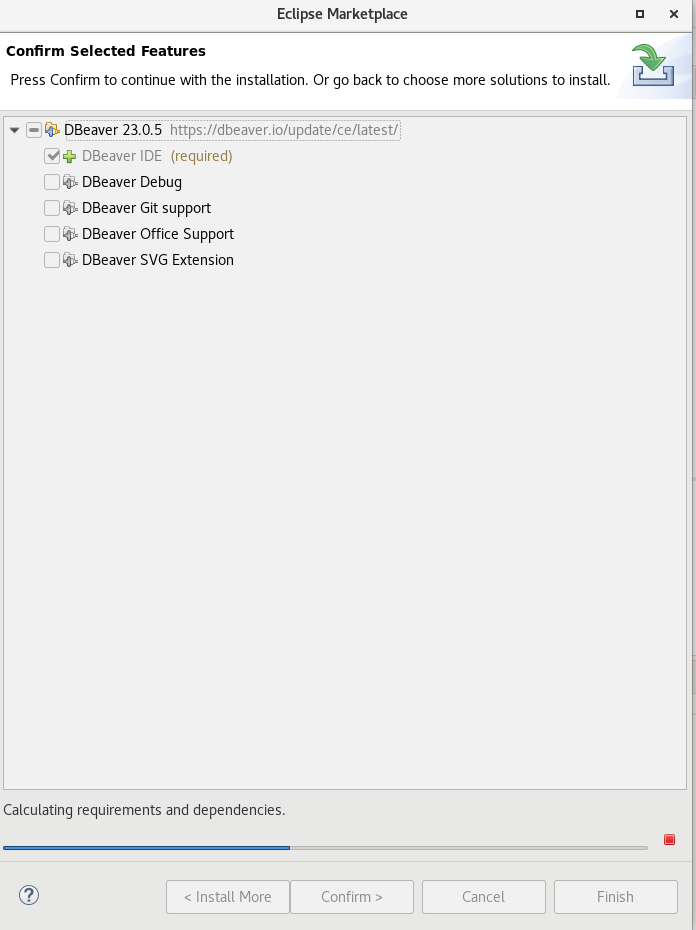 Eclipse Marketplace
Confirm Selected Features
Press Confirm to continue with the installation. Or go back to choose more solutions to install.
DBeaver 23.0.5 https://dbeaver.io/update/ce/latest/
DBeaver IDE (required)
DBeaver Debug
DBeaver Git support
DBeaver Office Support
DBeaver SVG Extension
Calculating requirements and dependencies.
? < Install More Confirm > Cancel Finish